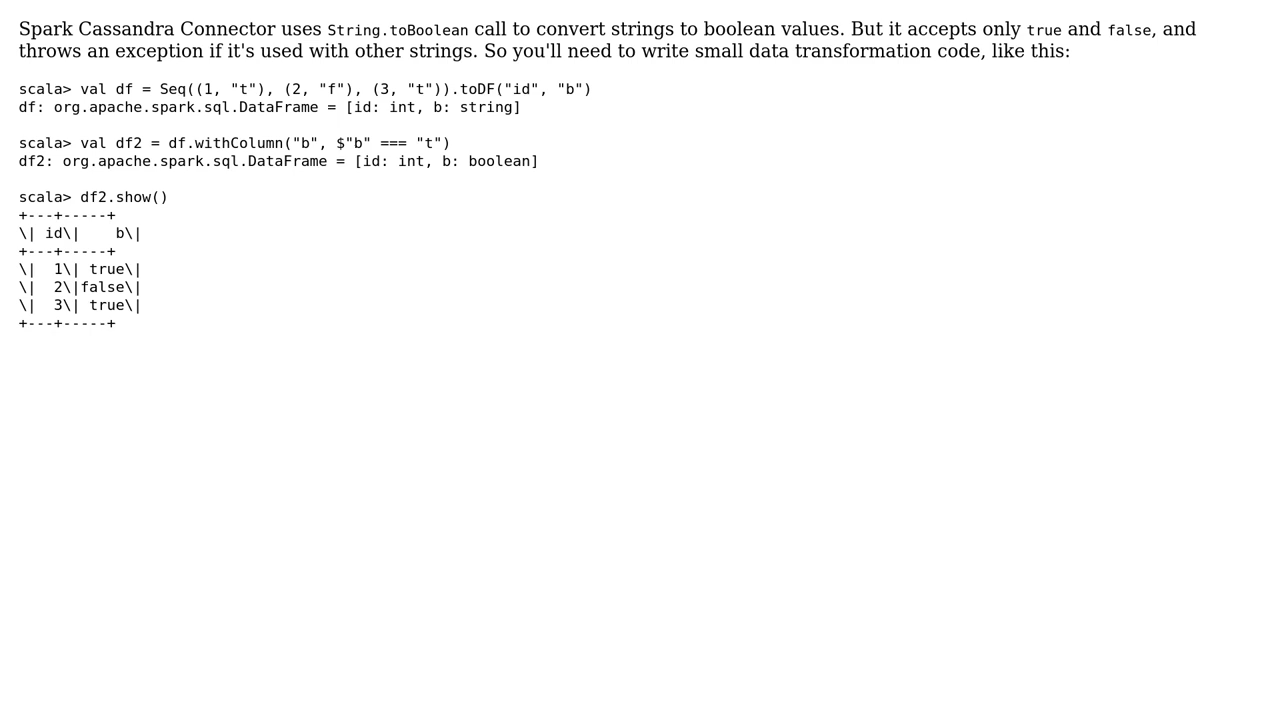 Spark Cassandra Connector uses String.toBoolean call to convert strings to boolean values. But it accepts only true and false, and
throws an exception if it's used with other strings. So you'll need to write small data transformation code, like this:
scala> val df = Seq((1, "t"), (2, "f"), (3, "t")).toDF("id", "b")
df: org.apache.spark.sql.DataFrame = [id: int, b: string]
scala> val df2 = df.withColumn("b", $"b" === "t")
df2: org.apache.spark.sql.DataFrame = [id: int, b: boolean]
scala> df2.show()
+---+-----+
\| id\|    b\|
+---+-----+
\|  1\| true\|
\|  2\|false\|
\|  3\| true\|
+---+-----+